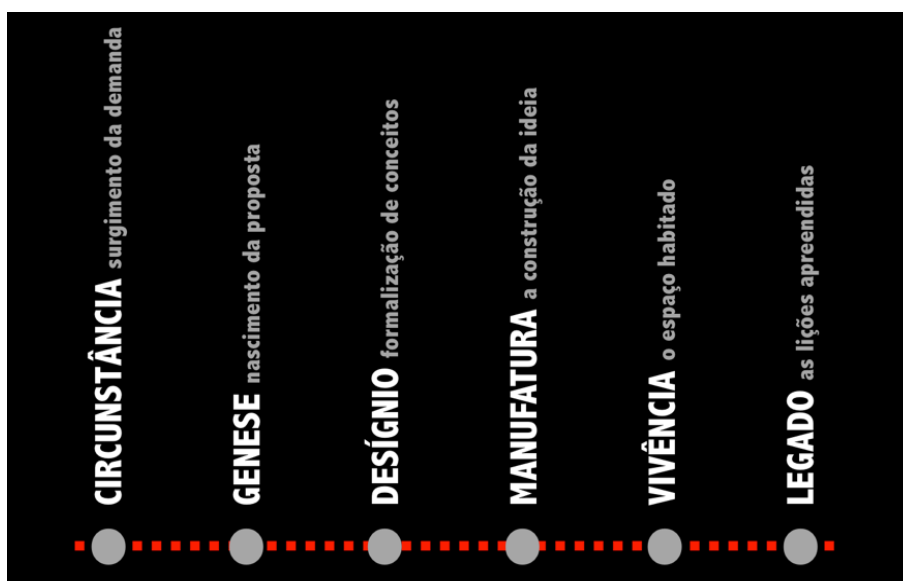 CIRCUNSTÂNCIA surgimento da demanda
GENESE nascimento da proposta
DESÍGNIO formalização de conceitos
MANUFATURA a construção da ideia
VIVÊNCIA o espaço habitado
LEGADO as lições apreendidas